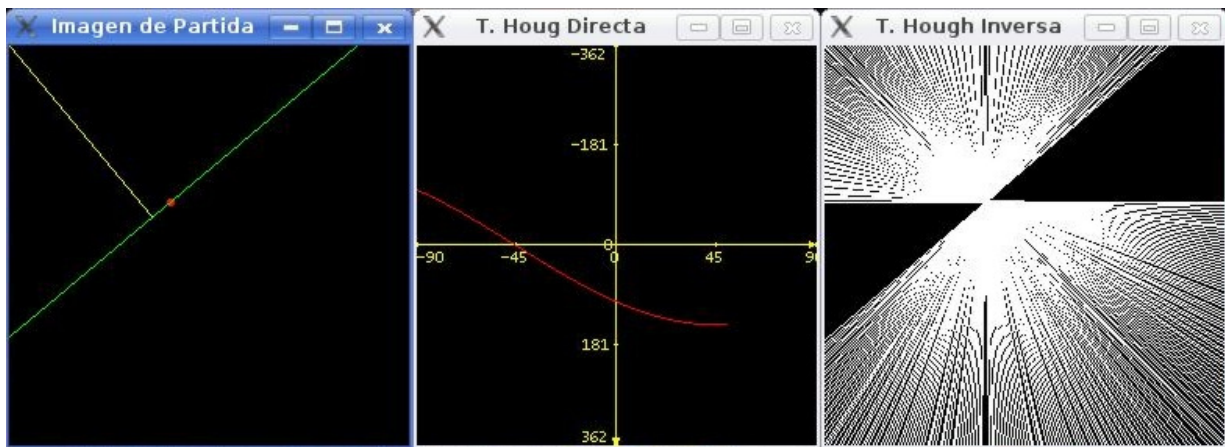 Imagen de Partida
T. Houg Directa
T. Hough Inversa
-362
-181
0
-90 -45 0 45 90
181
362